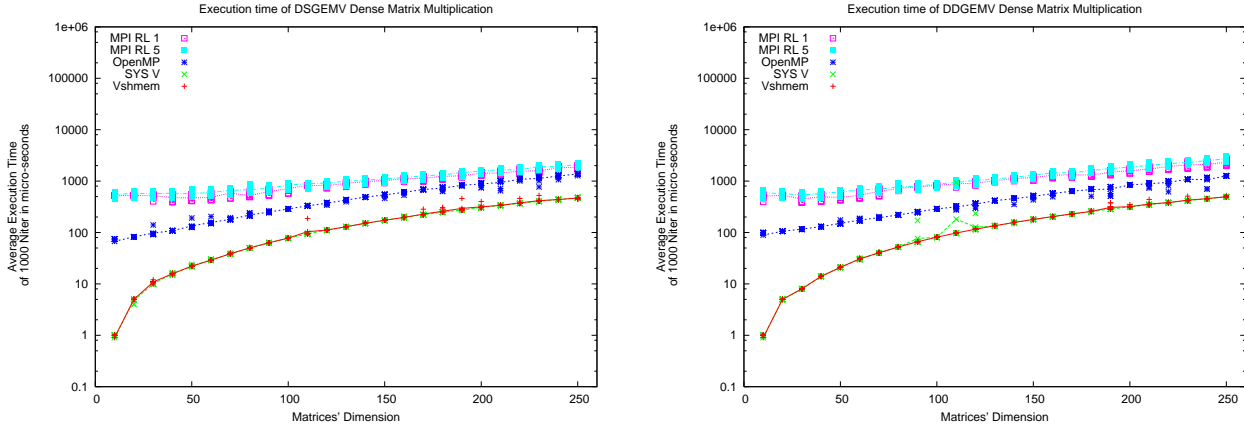 Execution time of DSGEMV Dense Matrix Multiplication
1e+06
100000
10000
1000
100
10
1
0.1
0
50
100
150
200
250
Average Execution Time
of 1000 Niter in micro-seconds
Matrices' Dimension
MPI RL 1
MPI RL 5
OpenMP
SYS V
Vshmem
Execution time of DDGEMV Dense Matrix Multiplication
1e+06
100000
10000
1000
100
10
1
0.1
0
50
100
150
200
250
Average Execution Time
of 1000 Niter in micro-seconds
Matrices' Dimension
MPI RL 1
MPI RL 5
OpenMP
SYS V
Vshmem